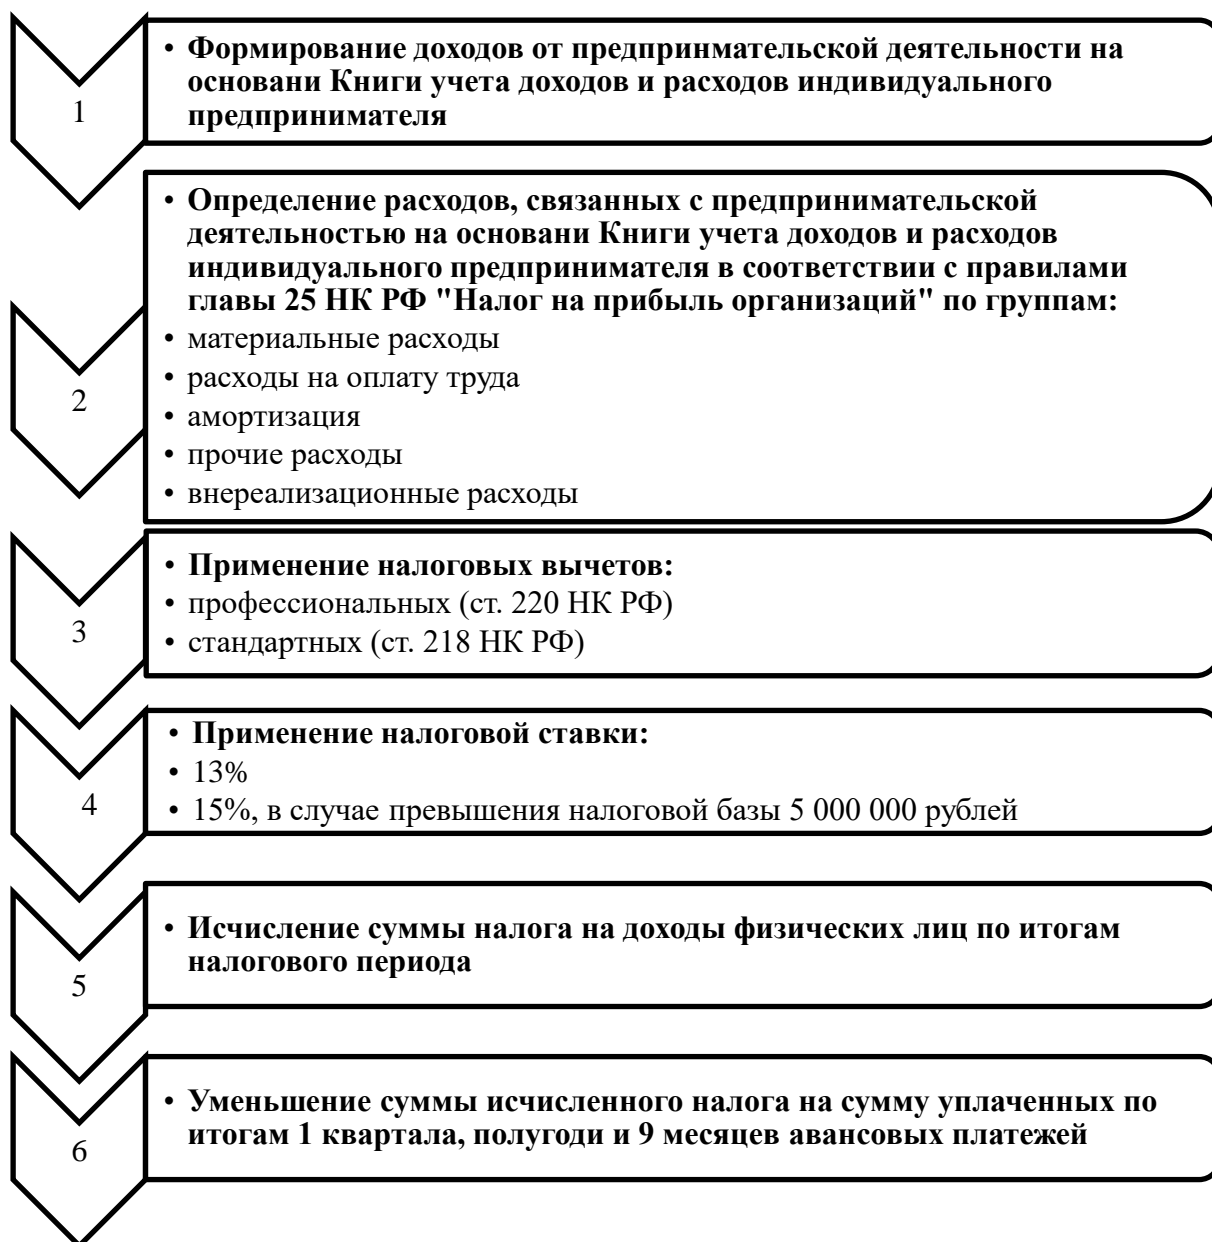 1
• Формирование доходов от предпринмательской деятельности на
основани Книги учета доходов и расходов индивидуального
предпринимателя
2
• Определение расходов, связанных с предпринимательской
деятельностью на основани Книги учета доходов и расходов
индивидуального предпринимателя в соответствии с правилами
главы 25 НК РФ "Налог на прибыль организаций" по группам:
• материальные расходы
• расходы на оплату труда
• амортизация
• прочие расходы
• внереализационные расходы
3
• Применение налоговых вычетов:
• профессиональных (ст. 220 НК РФ)
• стандартных (ст. 218 НК РФ)
4
• Применение налоговой ставки:
• 13%
• 15%, в случае превышения налоговой базы 5 000 000 рублей
5
• Исчисление суммы налога на доходы физических лиц по итогам
налогового периода
6
• Уменьшение суммы исчисленного налога на сумму уплаченных по
итогам 1 квартала, полугоди и 9 месяцев авансовых платежей